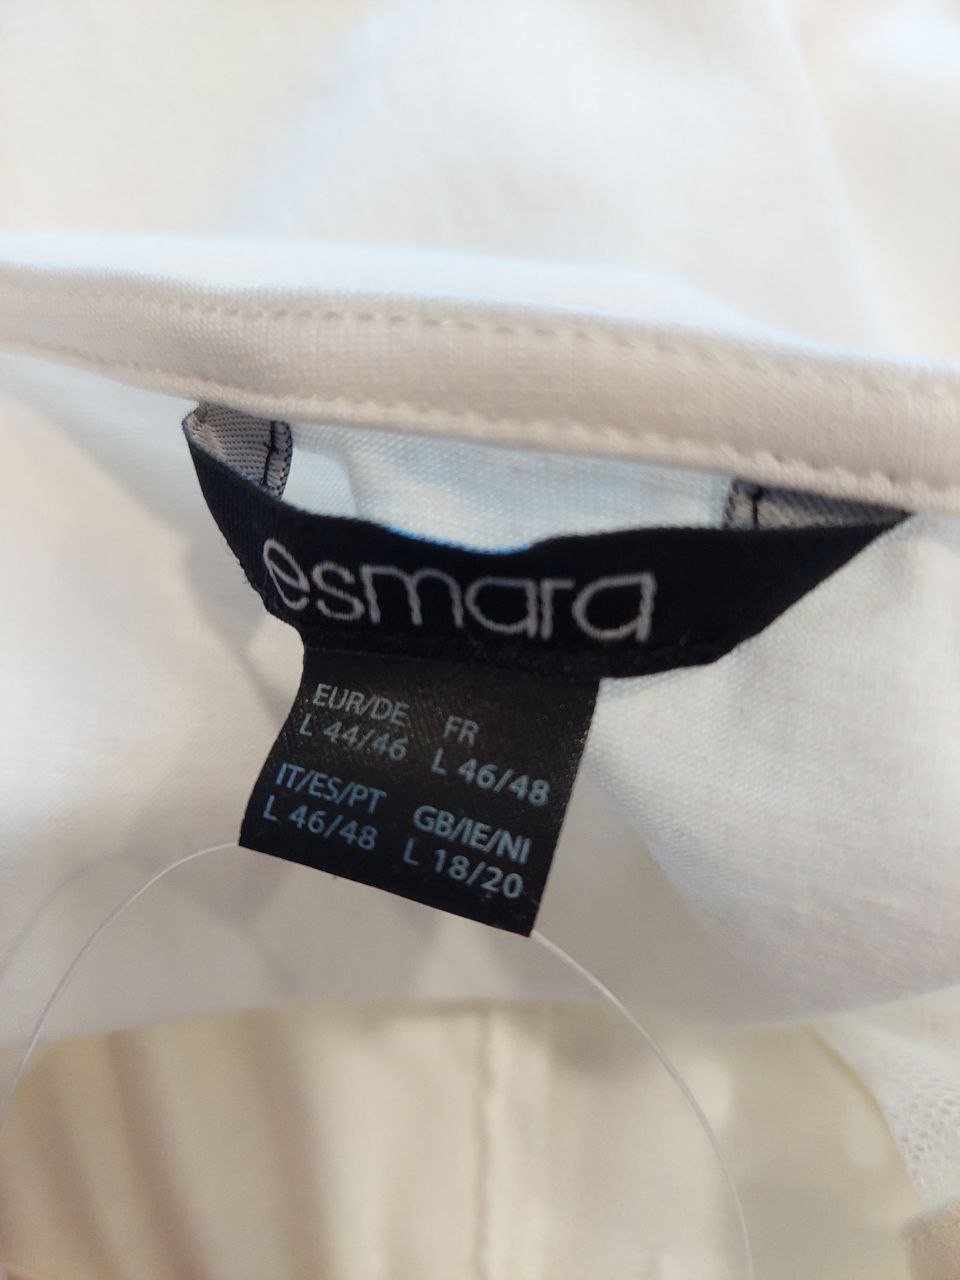 esmara
EUR/DE FR
L 44/46 L 46/48
IT/ES/PT GB/IE/NI
L 46/48 L 18/20